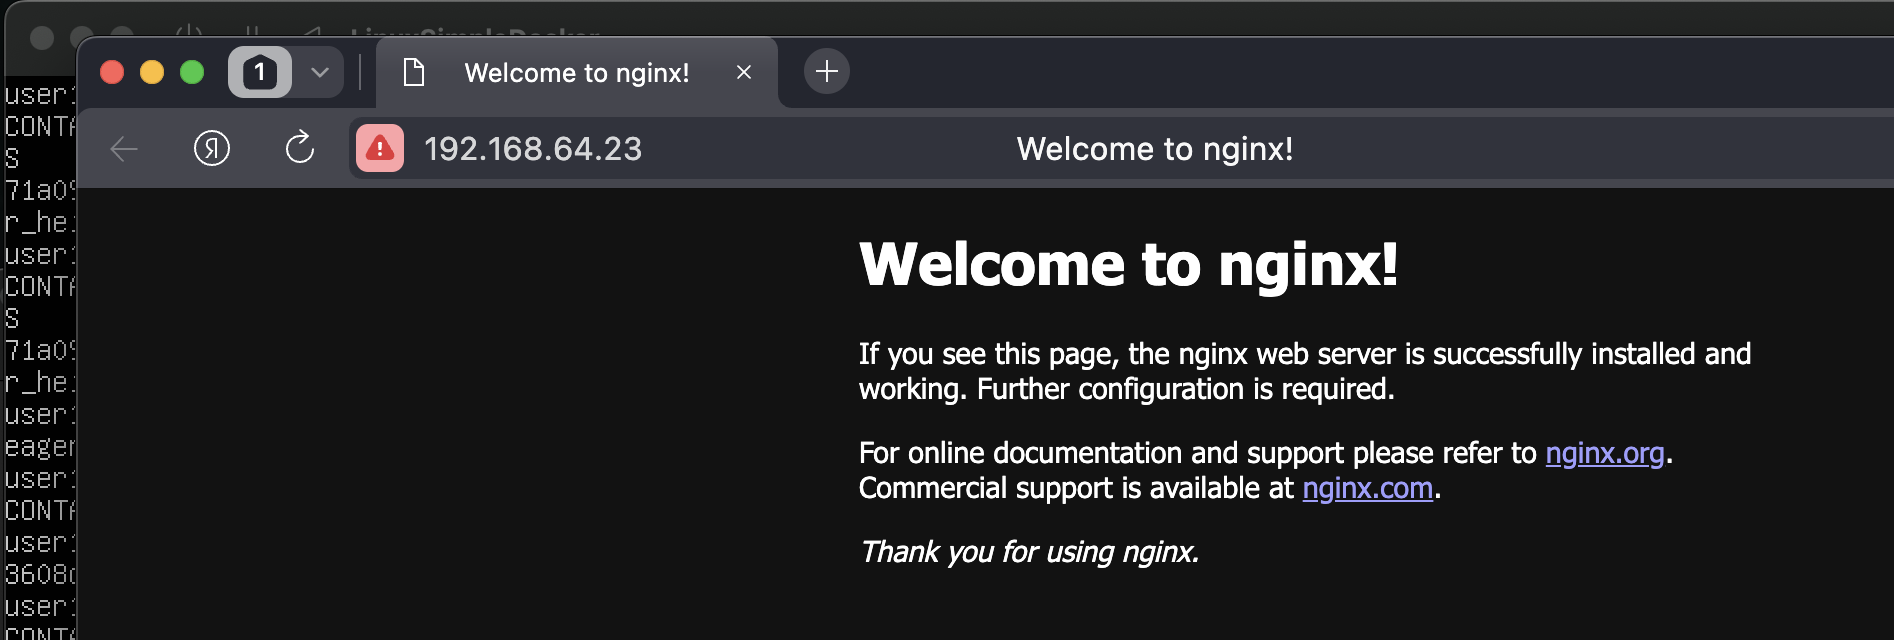 LinuxSimpleDocker
1
Welcome to nginx!
Я
192.168.64.23
Welcome to nginx!
Welcome to nginx!
If you see this page, the nginx web server is successfully installed and
working. Further configuration is required.
For online documentation and support please refer to nginx.org.
Commercial support is available at nginx.com.
Thank you for using nginx.
user
CONTA
S
71a09
r_he
user
CONTA
S
71a09
r_he
user
eager
user
CONTA
user
3608
user
CONTA